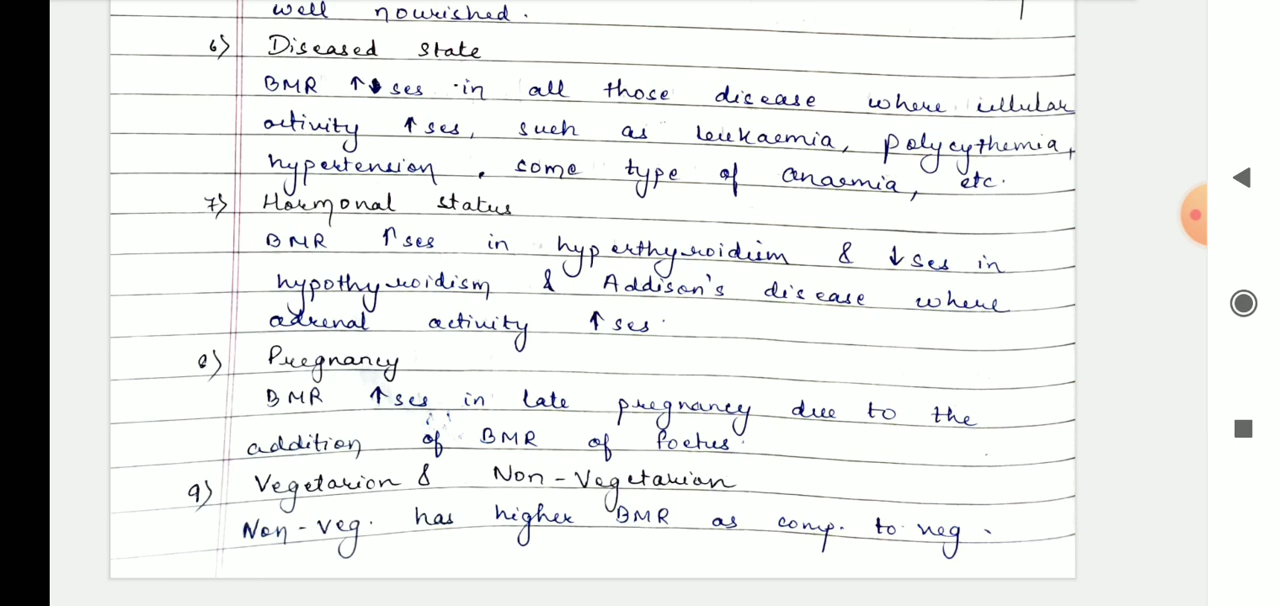 well nourished.
6) Diseased state
BMR ↑ses in all those disease where cellular
activity ↑ses, such as leukaemia, polycythemia,
hypertension, some type of anaemia, etc.
7) Hormonal status
BMR ↑ses in hyperthyroidism & ↓ses in
hypothyroidism & Addison's disease where
adrenal activity ↑ses.
8) Pregnancy
BMR ↑ses in late pregnancy due to the
addition of BMR of foetus.
9) Vegetarion & Non-Vegetarian
Non-veg. has higher BMR as comp. to veg.